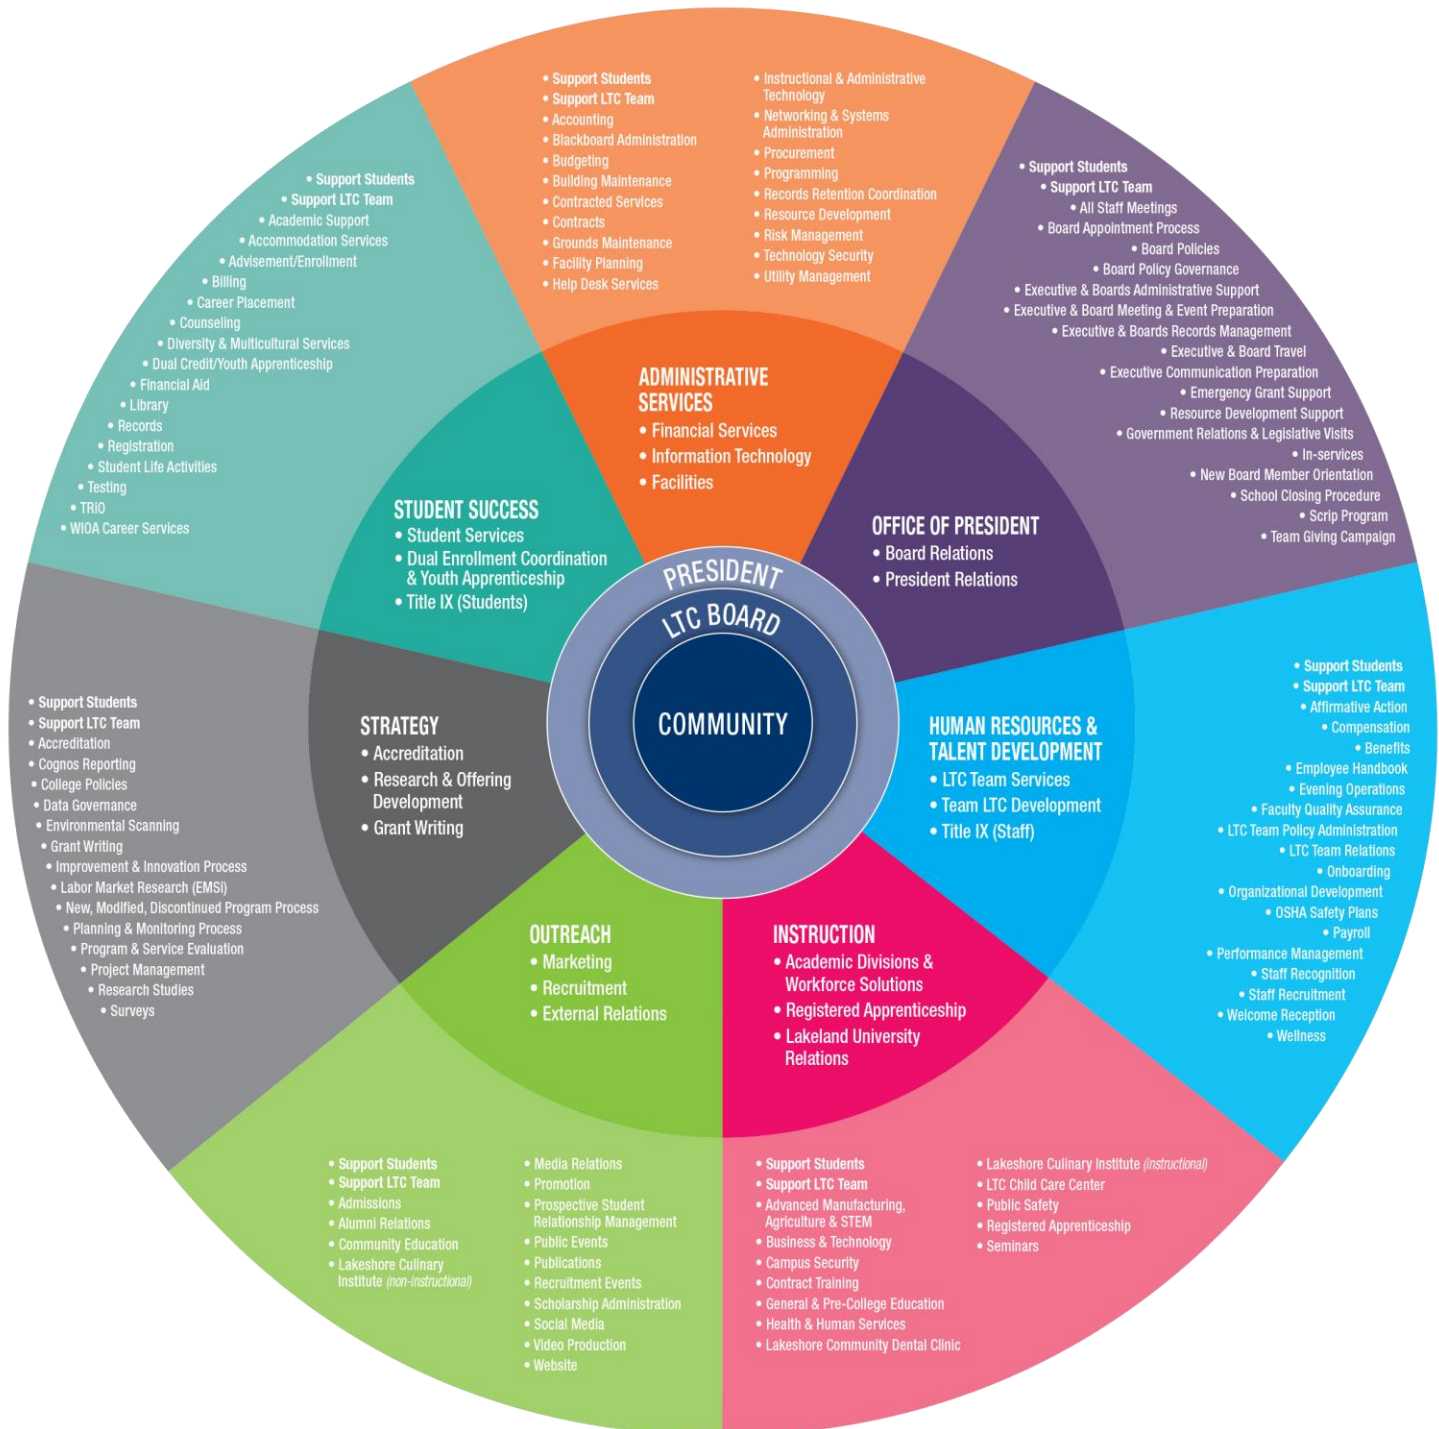 • Support Students
• Support LTC Team
• Accounting
• Blackboard Administration
• Budgeting
• Building Maintenance
• Contracted Services
• Contracts
• Grounds Maintenance
• Facility Planning
• Help Desk Services
• Instructional & Administrative
Technology
• Networking & Systems
Administration
• Procurement
• Programming
• Records Retention Coordination
• Resource Development
• Risk Management
• Technology Security
• Utility Management
ADMINISTRATIVE
SERVICES
• Financial Services
• Information Technology
• Facilities
• Support Students
• Support LTC Team
• All Staff Meetings
• Board Appointment Process
• Board Policies
• Board Policy Governance
• Executive & Boards Administrative Support
• Executive & Board Meeting & Event Preparation
• Executive & Boards Records Management
• Executive & Board Travel
• Executive Communication Preparation
• Emergency Grant Support
• Resource Development Support
• Government Relations & Legislative Visits
• In-services
• New Board Member Orientation
• School Closing Procedure
• Scrip Program
• Team Giving Campaign
OFFICE OF PRESIDENT
• Board Relations
• President Relations
• Support Students
• Support LTC Team
• Affirmative Action
• Compensation
• Benefits
• Employee Handbook
• Evening Operations
• Faculty Quality Assurance
• LTC Team Policy Administration
• LTC Team Relations
• Onboarding
• Organizational Development
• OSHA Safety Plans
• Payroll
• Performance Management
• Staff Recognition
• Staff Recruitment
• Welcome Reception
• Wellness
HUMAN RESOURCES &
TALENT DEVELOPMENT
• LTC Team Services
• Team LTC Development
• Title IX (Staff)
INSTRUCTION
• Academic Divisions &
Workforce Solutions
• Registered Apprenticeship
• Lakeland University
Relations
• Support Students
• Support LTC Team
• Advanced Manufacturing,
Agriculture & STEM
• Business & Technology
• Campus Security
• Contract Training
• General & Pre-College Education
• Health & Human Services
• Lakeshore Community Dental Clinic
• Lakeshore Culinary Institute (instructional)
• LTC Child Care Center
• Public Safety
• Registered Apprenticeship
• Seminars
OUTREACH
• Marketing
• Recruitment
• External Relations
• Support Students
• Support LTC Team
• Admissions
• Alumni Relations
• Community Education
• Lakeshore Culinary
Institute (non-instructional)
• Media Relations
• Promotion
• Prospective Student
Relationship Management
• Public Events
• Publications
• Recruitment Events
• Scholarship Administration
• Social Media
• Video Production
• Website
STRATEGY
• Accreditation
• Research & Offering
Development
• Grant Writing
• Support Students
• Support LTC Team
• Accreditation
• Cognos Reporting
• College Policies
• Data Governance
• Environmental Scanning
• Grant Writing
• Improvement & Innovation Process
• Labor Market Research (EMSI)
• New, Modified, Discontinued Program Process
• Planning & Monitoring Process
• Program & Service Evaluation
• Project Management
• Research Studies
• Surveys
STUDENT SUCCESS
• Student Services
• Dual Enrollment Coordination
& Youth Apprenticeship
• Title IX (Students)
• Support Students
• Support LTC Team
• Academic Support
• Accommodation Services
• Advisement/Enrollment
• Billing
• Career Placement
• Counseling
• Diversity & Multicultural Services
• Dual Credit/Youth Apprenticeship
• Financial Aid
• Library
• Records
• Registration
• Student Life Activities
• Testing
• TRiO
• WIOA Career Services
PRESIDENT
LTC BOARD
COMMUNITY